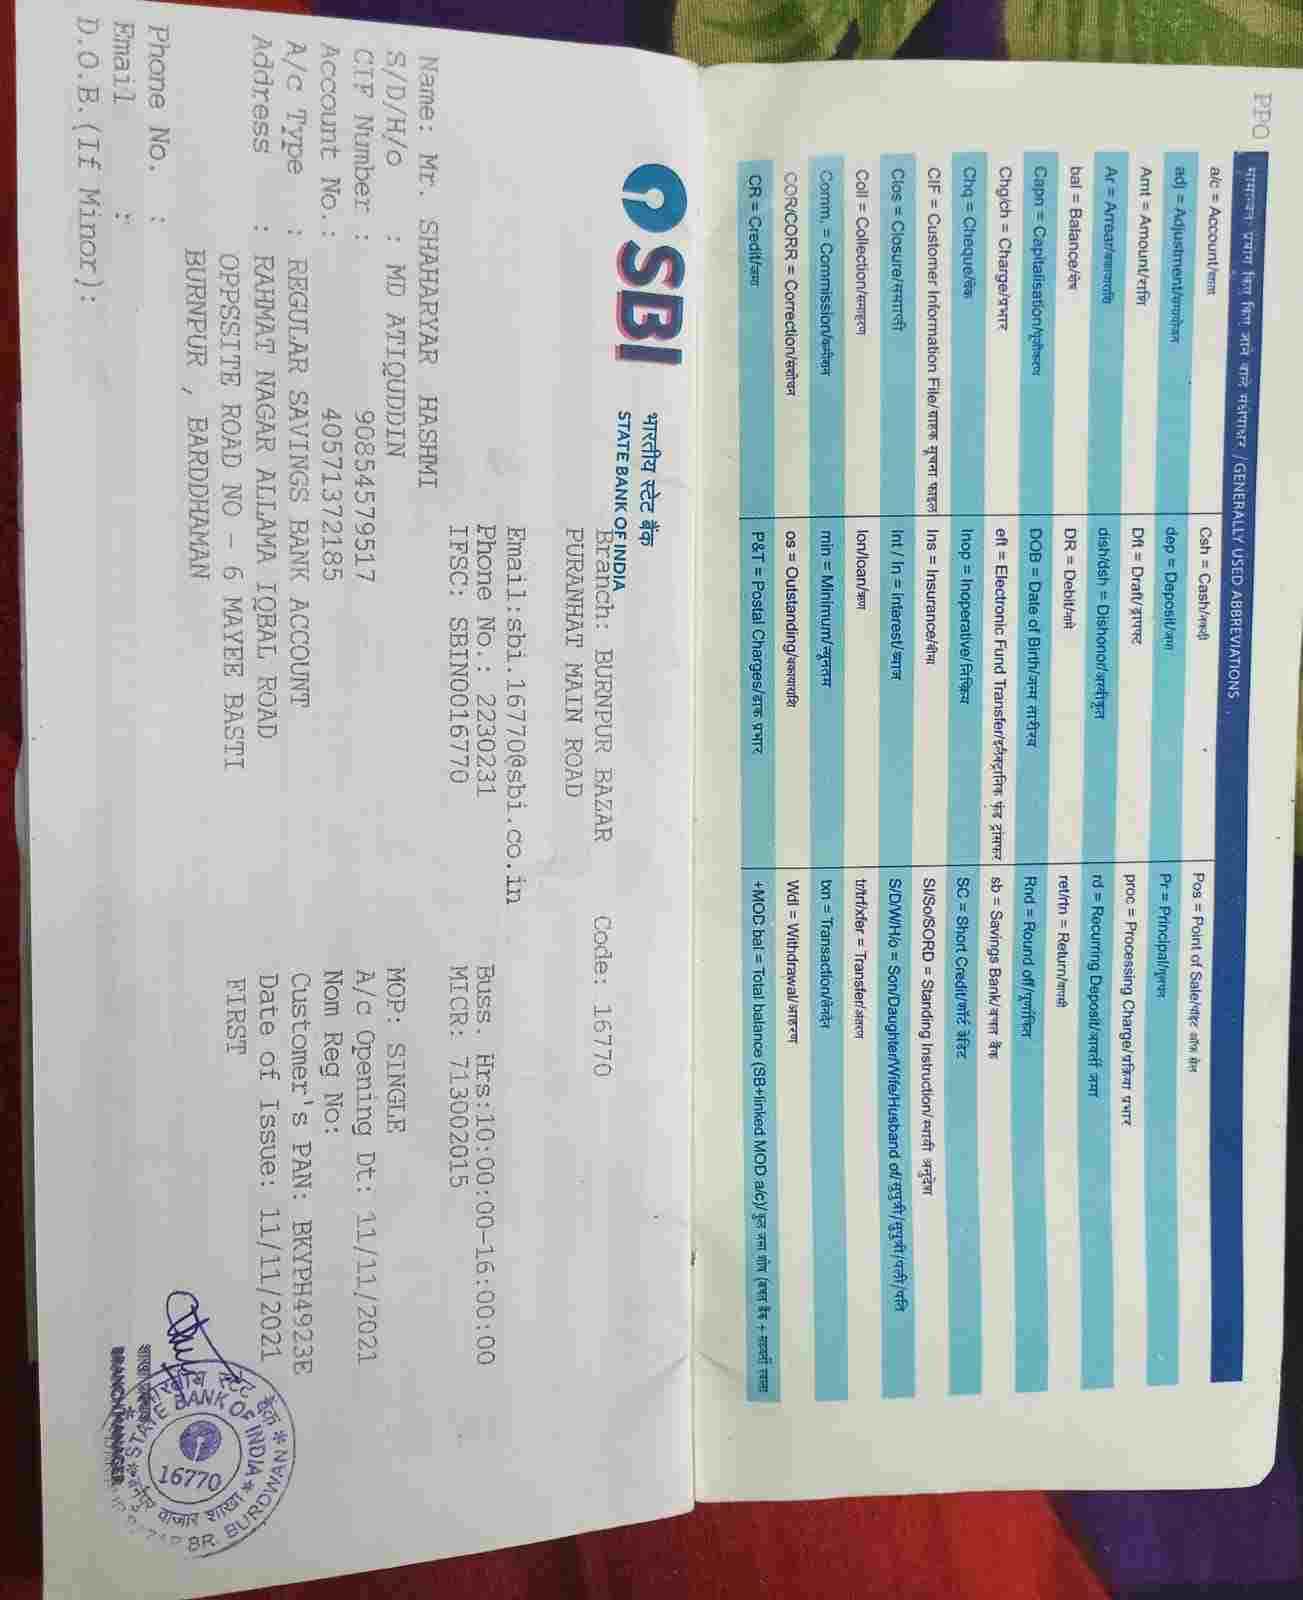 PPO
सामान्यतः प्रयोग किए जाने वाले संक्षेपाक्षर / GENERALLY USED ABBREVIATIONS
a/c = Account/खाता
adj = Adjustment/समायोजन
Amt = Amount/राशि
Ar = Arrear/बकायाराशि
bal = Balance/शेष
Capn = Capitalisation/पूंजीकरण
Chg/ch = Charge/प्रभार
Chq = Cheque/चेक
CIF = Customer Information File/ग्राहक सूचना फाइल
Clos = Closure/समाप्ती
Coll = Collection/समाहरण
Comm. = Commission/कमीशन
COR/CORR = Correction/संशोधन
CR = Credit/जमा
Csh = Cash/नकदी
dep = Deposit/जमा
Dft = Draft/ड्राफ्ट
dish/dsh = Dishonor/अस्वीकृत
DR = Debit/नामे
DOB = Date of Birth/जन्म तारीख
eft = Electronic Fund Transfer/इलैक्ट्रानिक फंड ट्रांसफर
Inop = Inoperative/निष्क्रिय
Ins = Insurance/बीमा
Int / In = interest/ब्याज
lon/loan/ऋण
min = Minimum/न्यूनतम
os = Outstanding/बकायाराशि
P&T = Postal Charges/डाक प्रभार
Pos = Point of Sale/पॉइंट ऑफ सेल
Pr = Principal/मूलधन
proc = Processing Charge/प्रक्रिया प्रभार
rd = Recurring Deposit/आवर्ती जमा
ret/rtn = Return/वापसी
Rnd = Round off/पूर्णांकित
sb = Savings Bank/बचत बैंक
SC = Short Credit/शॉर्ट क्रेडिट
SI/So/SORD = Standing Instruction/स्थायी अनुदेश
S/D/W/H/o = Son/Daughter/Wife/Husband of/सुपुत्र/सुपुत्री/पत्नी/पति
tr/trf/xfer = Transfer/अंतरण
txn = Transaction/लेनदेन
Wdl = Withdrawal/आहरण
+MOD bal = Total balance (SB+linked MOD a/c)/कुल जमा शेष (बचत बैंक +
SBI
भारतीय स्टेट बैंक
STATE BANK OF INDIA
Branch: BURNPUR BAZAR Code: 16770
PURANHAT MAIN ROAD
Email:sbi.16770@sbi.co.in
Phone No.: 2230231 Buss. Hrs:10:00:00-16:00:00
IFSC: SBIN0016770 MICR: 713002015
Name: Mr. SHAHARYAR HASHMI
S/D/H/o : MD ATIQUDDIN MOP: SINGLE
CIF Number : 90854579517 A/c Opening Dt: 11/11/2021
Account No.: 40571372185 Nom Reg No:
A/c Type : REGULAR SAVINGS BANK ACCOUNT Customer's PAN: BKYPH4923E
Address : RAHMAT NAGAR ALLAMA IQBAL ROAD Date of Issue: 11/11/2021
OPPSSITE ROAD NO - 6 MAYEE BASTI FIRST
BURNPUR , BARDDHAMAN
Phone No. :
Email :
D.O.B.(If Minor):
STATE BANK OF INDIA
16770
बर्नपुर बाजार शाखा
BR. BURDWAN
BRANCH MANAGER